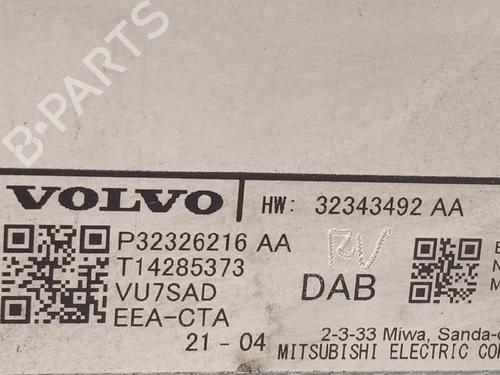 B-PARTS
VOLVO
HW: 32343492 AA
P32326216 AA
T14285373
VU7SAD
EEA-CTA
21-04
RV
DAB
2-3-33 Miwa, Sanda-
MITSUBISHI ELECTRIC